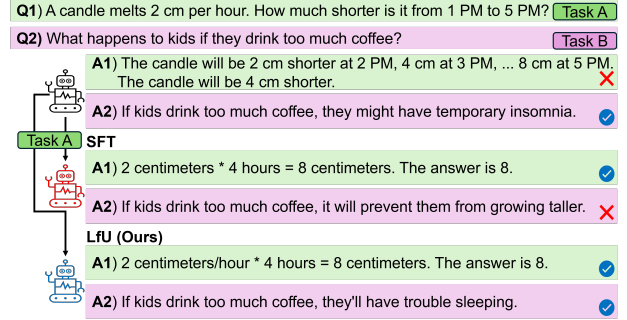 Q1) A candle melts 2 cm per hour. How much shorter is it from 1 PM to 5 PM? Task A
Q2) What happens to kids if they drink too much coffee? Task B
A1) The candle will be 2 cm shorter at 2 PM, 4 cm at 3 PM, ... 8 cm at 5 PM.
The candle will be 4 cm shorter.
A2) If kids drink too much coffee, they might have temporary insomnia.
Task A SFT
A1) 2 centimeters * 4 hours = 8 centimeters. The answer is 8.
A2) If kids drink too much coffee, it will prevent them from growing taller.
LfU (Ours)
A1) 2 centimeters/hour * 4 hours = 8 centimeters. The answer is 8.
A2) If kids drink too much coffee, they'll have trouble sleeping.